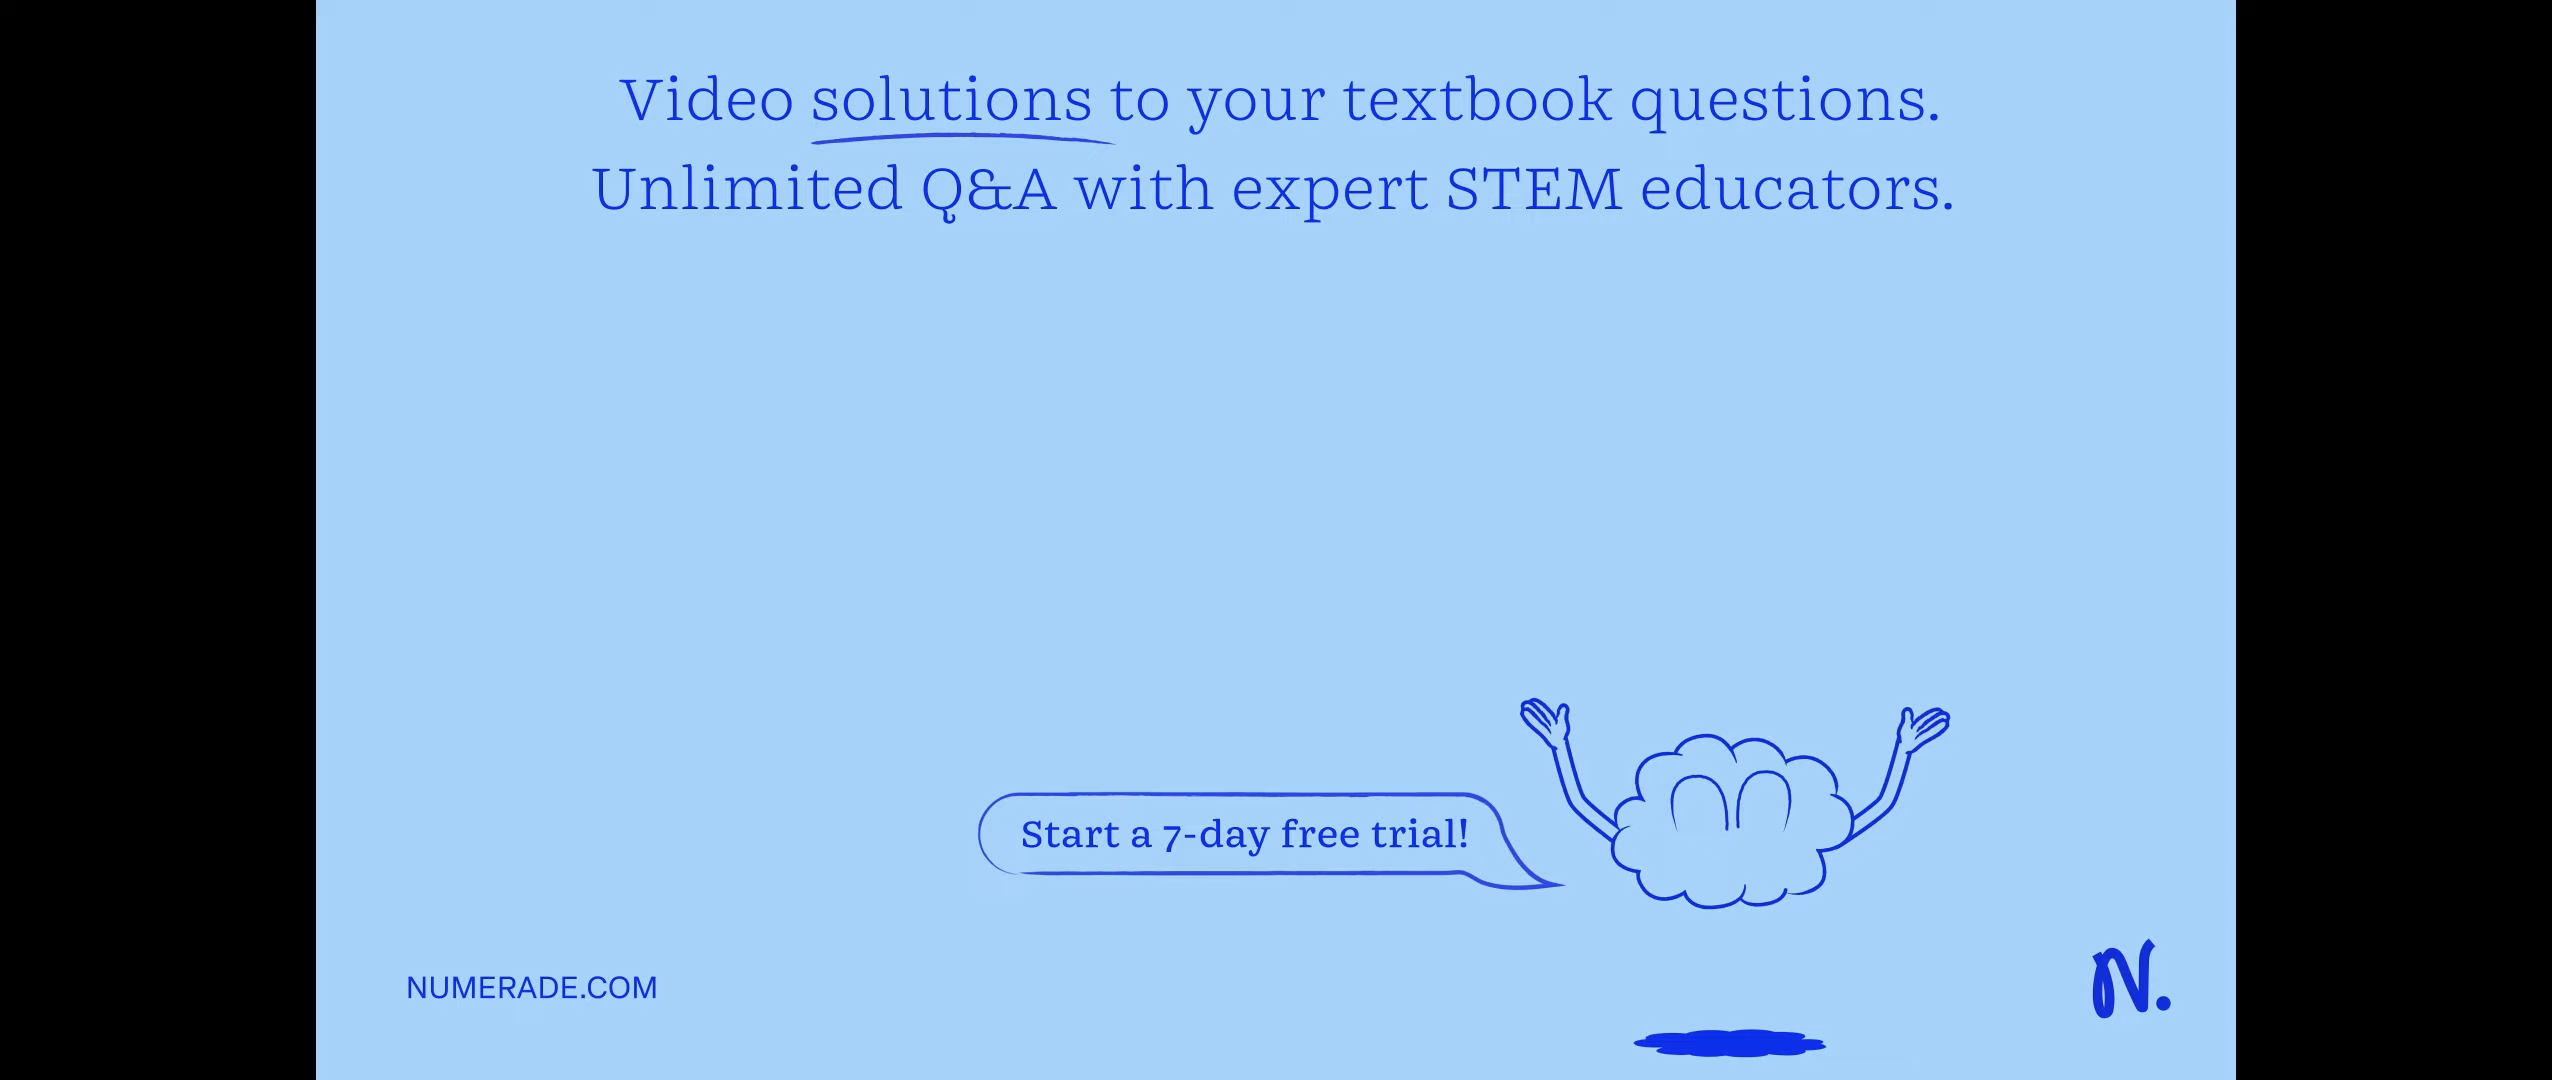 Video solutions to your textbook questions.
Unlimited Q&A with expert STEM educators.
Start a 7-day free trial!
NUMERADE.COM
N.